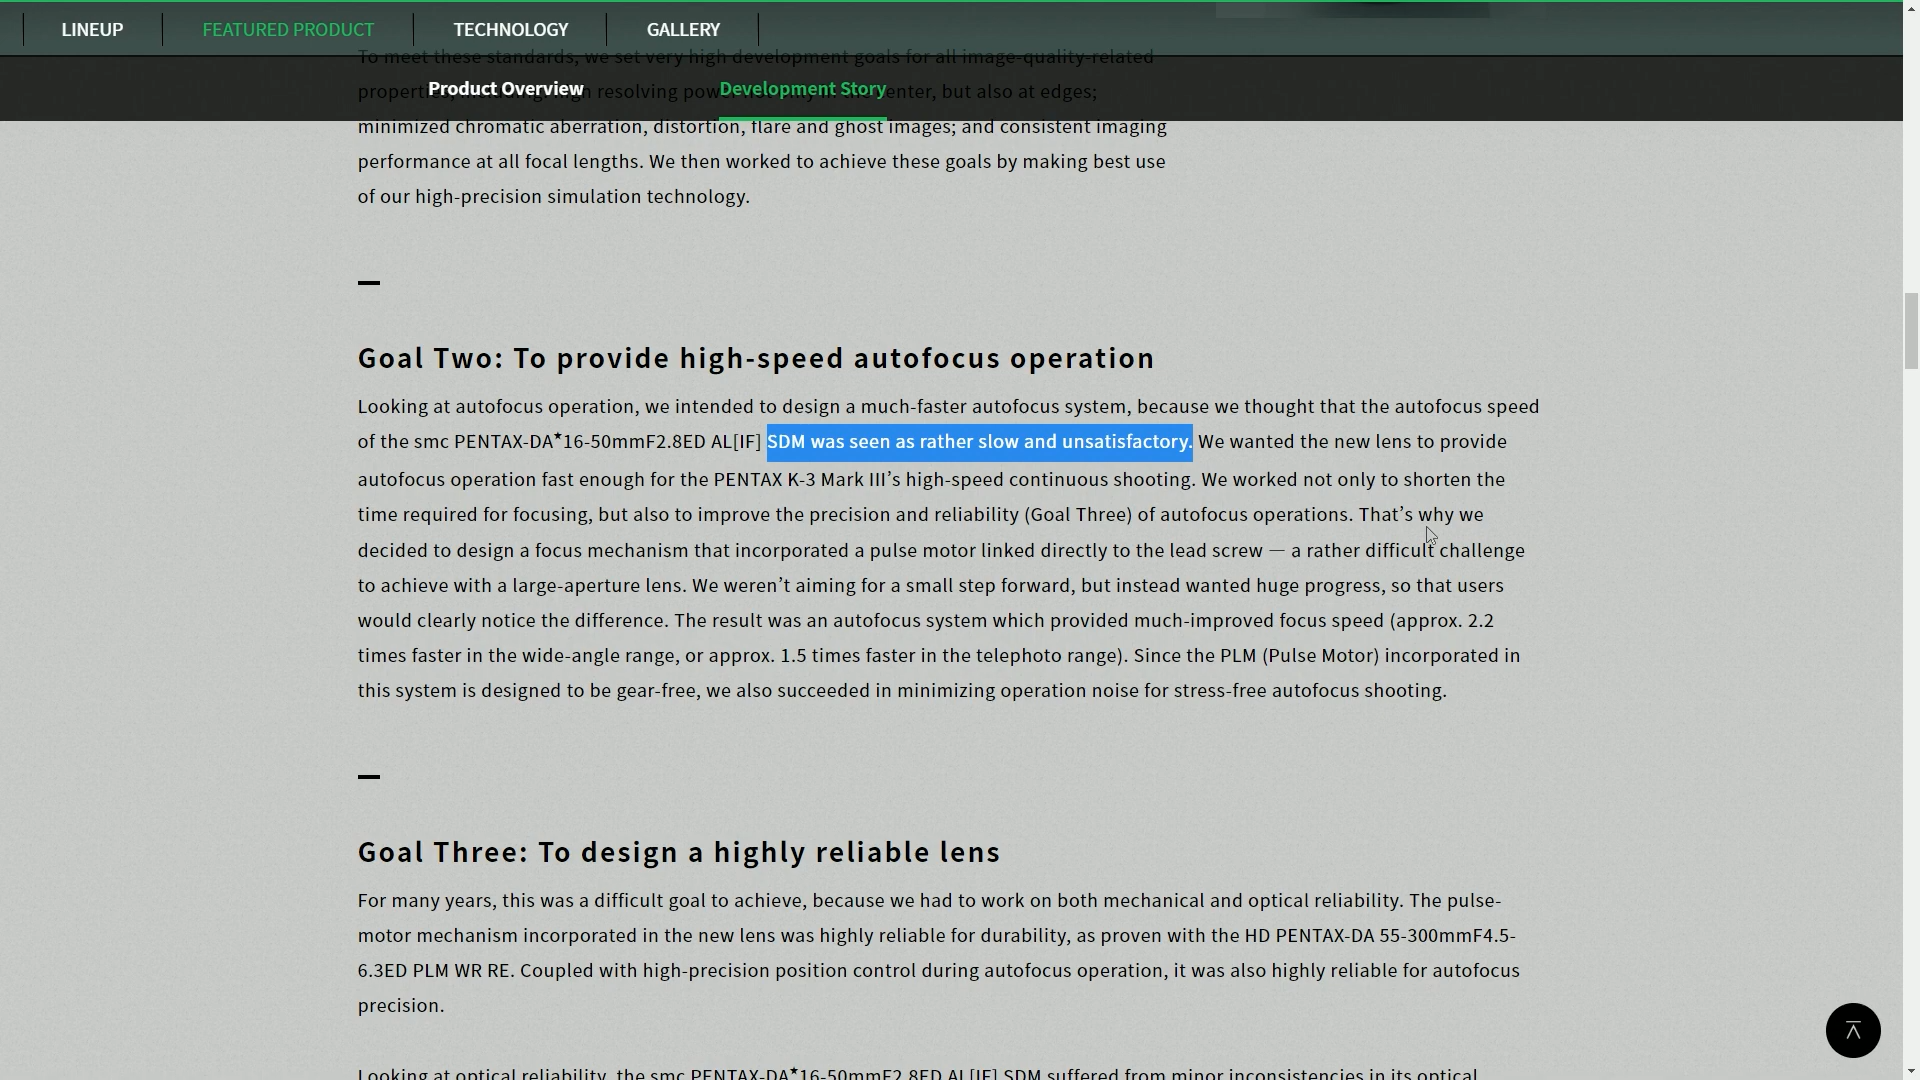 LINEUP FEATURED PRODUCT TECHNOLOGY GALLERY
To meet these standards, we set very high development goals for all image-quality-related
Product Overview Development Story
properties, including: high resolving power not only in the center, but also at edges;
minimized chromatic aberration, distortion, flare and ghost images; and consistent imaging
performance at all focal lengths. We then worked to achieve these goals by making best use
of our high-precision simulation technology.
Goal Two: To provide high-speed autofocus operation
Looking at autofocus operation, we intended to design a much-faster autofocus system, because we thought that the autofocus speed
of the smc PENTAX-DA★16-50mmF2.8ED AL[IF] SDM was seen as rather slow and unsatisfactory. We wanted the new lens to provide
autofocus operation fast enough for the PENTAX K-3 Mark III’s high-speed continuous shooting. We worked not only to shorten the
time required for focusing, but also to improve the precision and reliability (Goal Three) of autofocus operations. That’s why we
decided to design a focus mechanism that incorporated a pulse motor linked directly to the lead screw — a rather difficult challenge
to achieve with a large-aperture lens. We weren’t aiming for a small step forward, but instead wanted huge progress, so that users
would clearly notice the difference. The result was an autofocus system which provided much-improved focus speed (approx. 2.2
times faster in the wide-angle range, or approx. 1.5 times faster in the telephoto range). Since the PLM (Pulse Motor) incorporated in
this system is designed to be gear-free, we also succeeded in minimizing operation noise for stress-free autofocus shooting.
Goal Three: To design a highly reliable lens
For many years, this was a difficult goal to achieve, because we had to work on both mechanical and optical reliability. The pulse-
motor mechanism incorporated in the new lens was highly reliable for durability, as proven with the HD PENTAX-DA 55-300mmF4.5-
6.3ED PLM WR RE. Coupled with high-precision position control during autofocus operation, it was also highly reliable for autofocus
precision.
Looking at optical reliability, the smc PENTAX-DA★16-50mmF2.8ED AL[IF] SDM suffered from minor inconsistencies in its optical